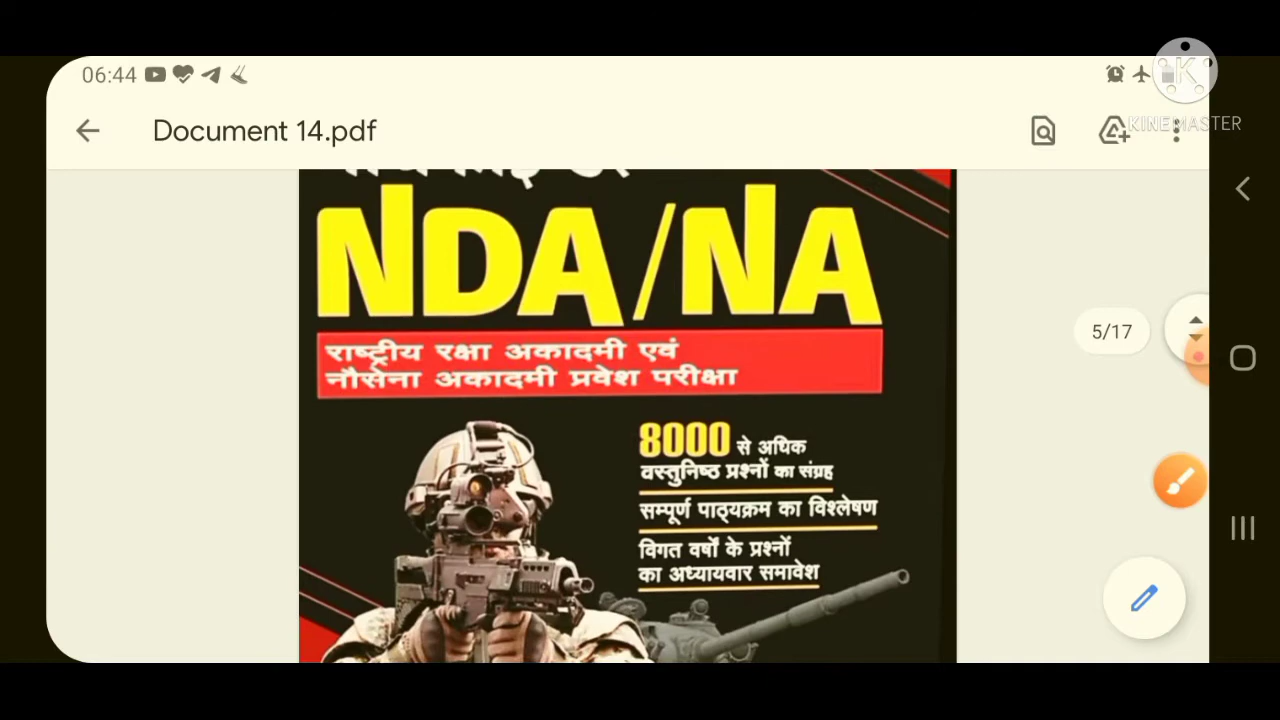 06:44
KINEMASTER
Document 14.pdf
NDA/NA
5/17
राष्ट्रीय रक्षा अकादमी एवं
नौसेना अकादमी प्रवेश परीक्षा
8000 से अधिक
वस्तुनिष्ठ प्रश्नों का संग्रह
सम्पूर्ण पाठ्यक्रम का विश्लेषण
विगत वर्षों के प्रश्नों
का अध्यायवार समावेश